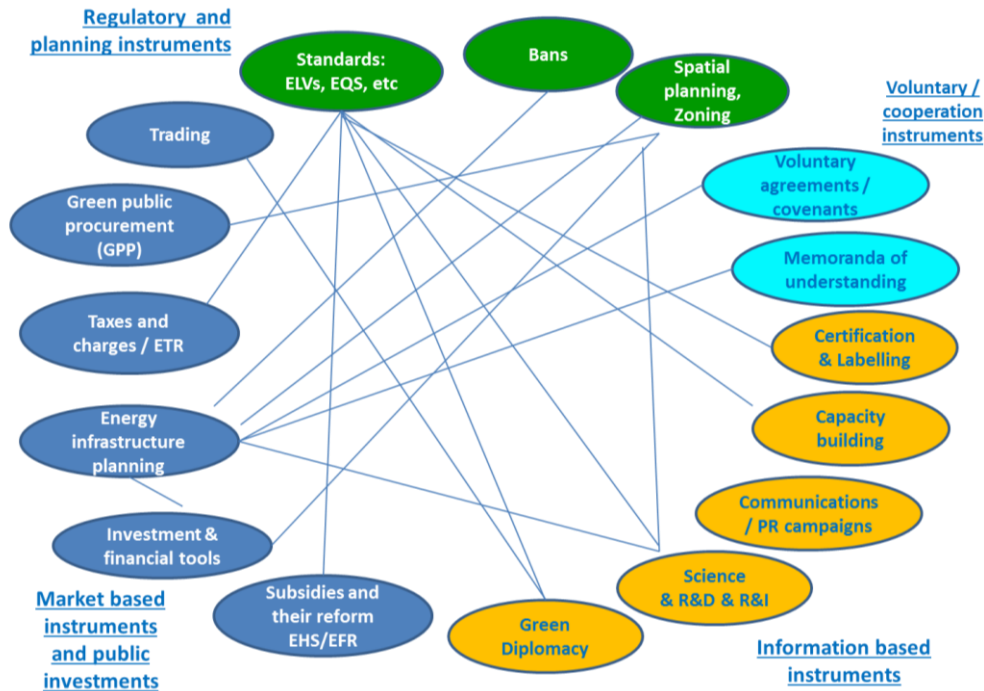 Regulatory and
planning instruments
Standards:
ELVs, EQS, etc
Bans
Spatial
planning,
Zoning
Voluntary /
cooperation
instruments
Trading
Voluntary
agreements /
covenants
Green public
procurement
(GPP)
Memoranda of
understanding
Taxes and
charges / ETR
Certification
& Labelling
Energy
infrastructure
planning
Capacity
building
Communications
/ PR campaigns
Investment &
financial tools
Science
& R&D & R&I
Subsidies and
their reform
EHS/EFR
Green
Diplomacy
Market based
instruments
and public
investments
Information based
instruments